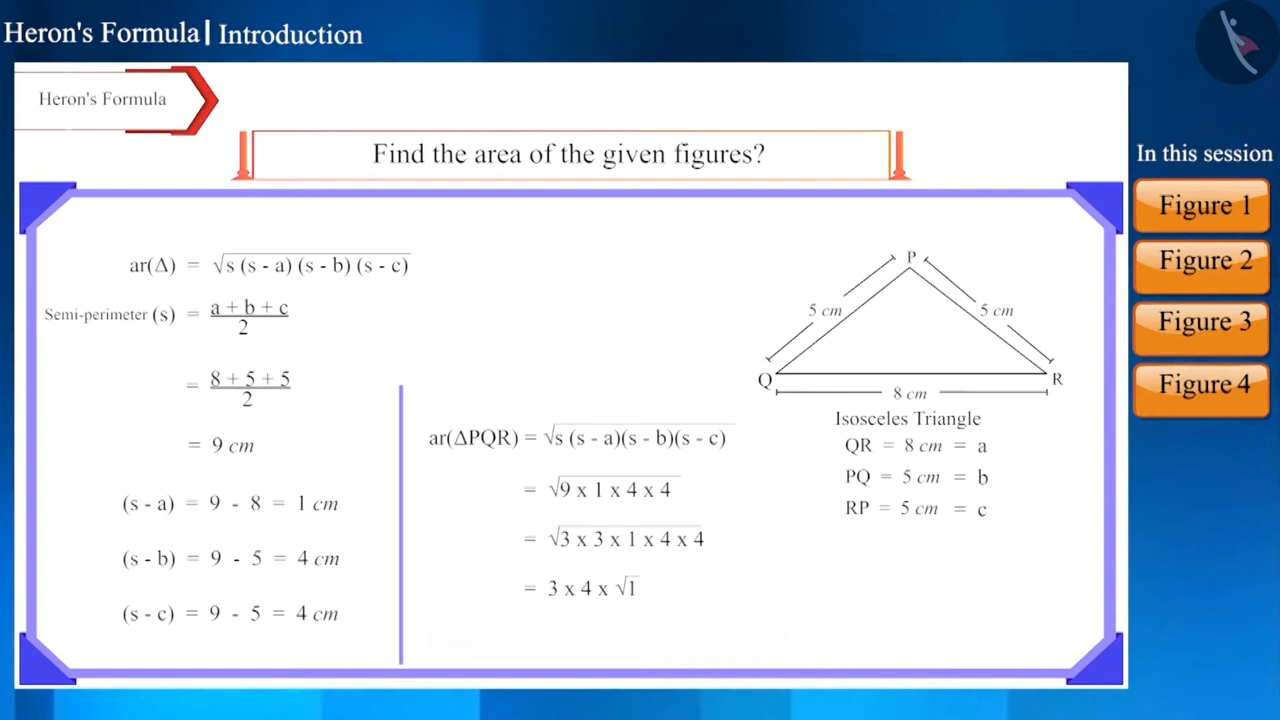 Heron's Formula | Introduction
Heron's Formula
Find the area of the given figures?
In this session
Figure 1
Figure 2
Figure 3
Figure 4
ar(Δ) = √s (s - a) (s - b) (s - c)
Semi-perimeter (s) = a + b + c
2
= 8 + 5 + 5
2
= 9 cm
(s - a) = 9 - 8 = 1 cm
(s - b) = 9 - 5 = 4 cm
(s - c) = 9 - 5 = 4 cm
ar(ΔPQR) = √s (s - a)(s - b)(s - c)
= √9 x 1 x 4 x 4
= √3 x 3 x 1 x 4 x 4
= 3 x 4 x √1
P
5 cm
5 cm
Q
R
8 cm
Isosceles Triangle
QR = 8 cm = a
PQ = 5 cm = b
RP = 5 cm = c